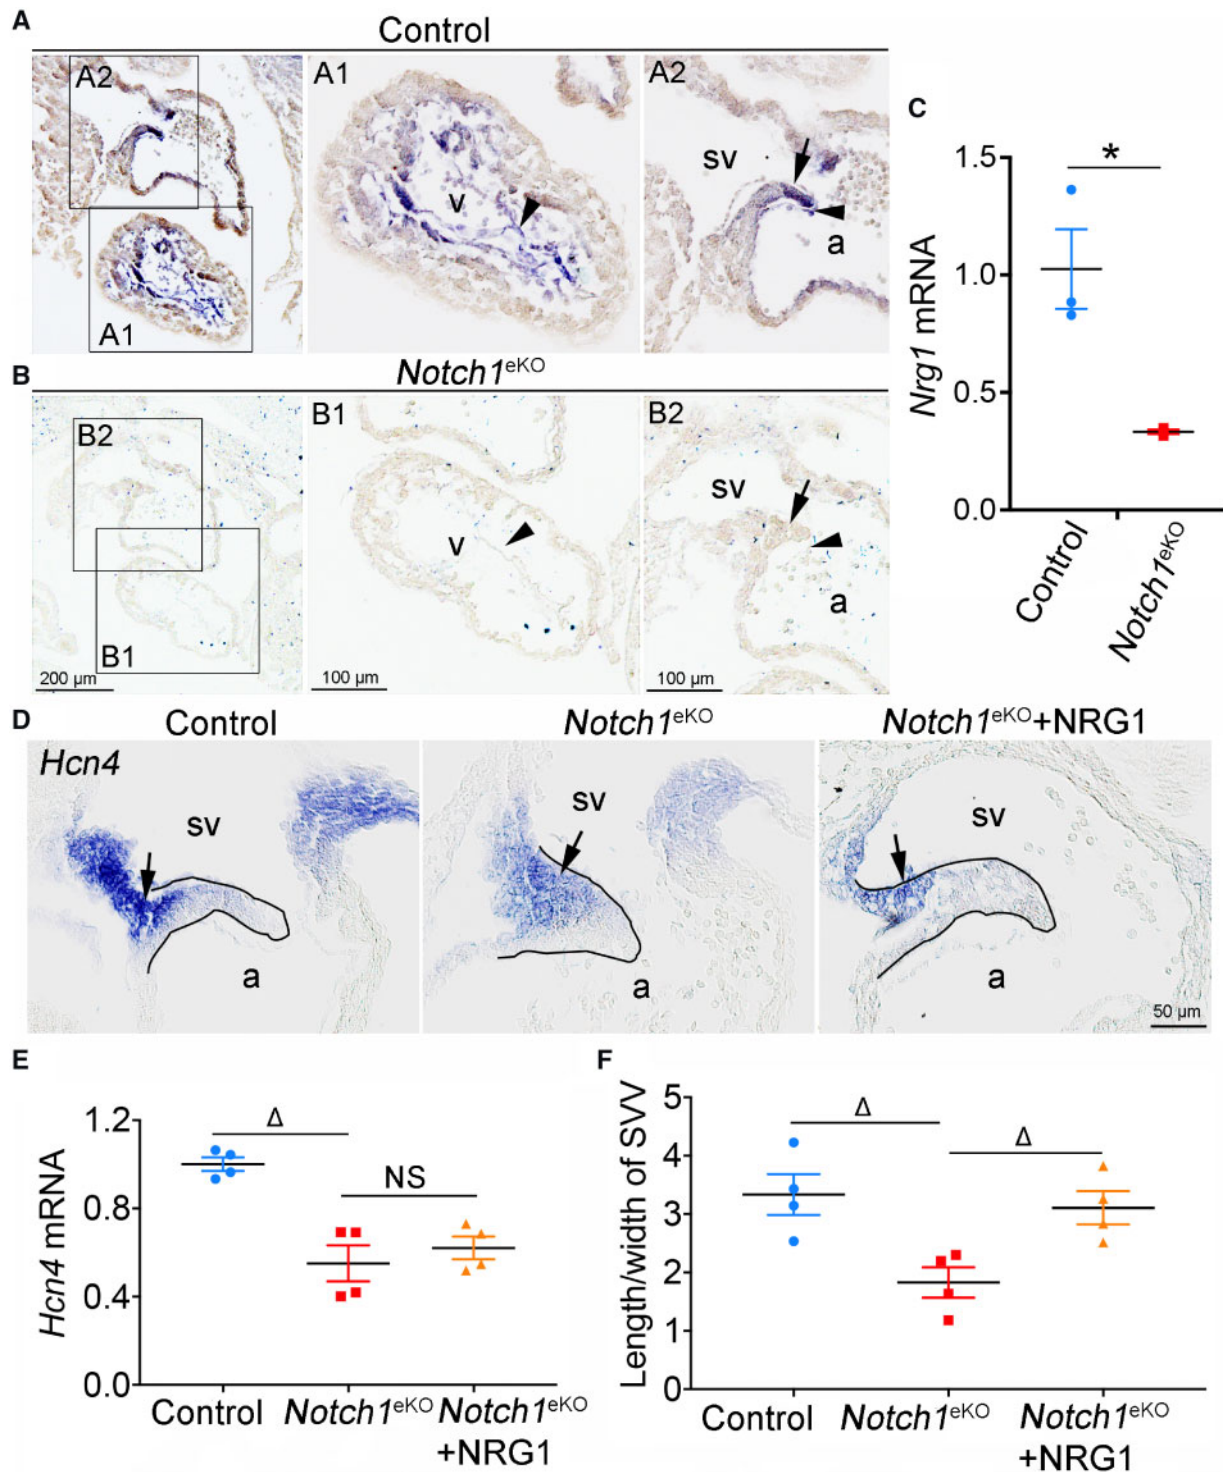 A
Control
A2
A1
A1
v
A2
sv
a
B
Notch1eKO
B2
B1
200 µm
B1
v
100 µm
B2
sv
a
100 µm
C
Nrg1 mRNA
1.5
1.0
0.5
0.0
*
Control
Notch1eKO
D
Control
Notch1eKO
Notch1eKO+NRG1
Hcn4
sv
a
sv
a
sv
a
50 µm
E
Hcn4 mRNA
1.2
0.8
0.4
0.0
Δ
NS
Control
Notch1eKO
Notch1eKO
+NRG1
F
Length/width of SVV
5
4
3
2
1
0
Δ
Δ
Control
Notch1eKO
Notch1eKO
+NRG1